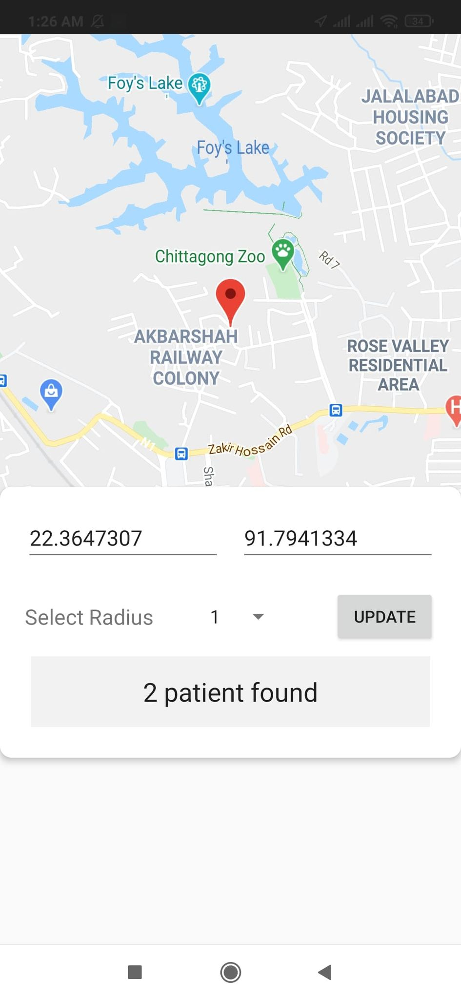 1:26 AM
34
Foy's Lake
Foy's Lake
JALALABAD
HOUSING
SOCIETY
Chittagong Zoo
Rd 7
AKBARSHAH
RAILWAY
COLONY
ROSE VALLEY
RESIDENTIAL
AREA
H
N1
Zakir Hossain Rd
Sha
22.3647307
91.7941334
Select Radius
1
UPDATE
2 patient found